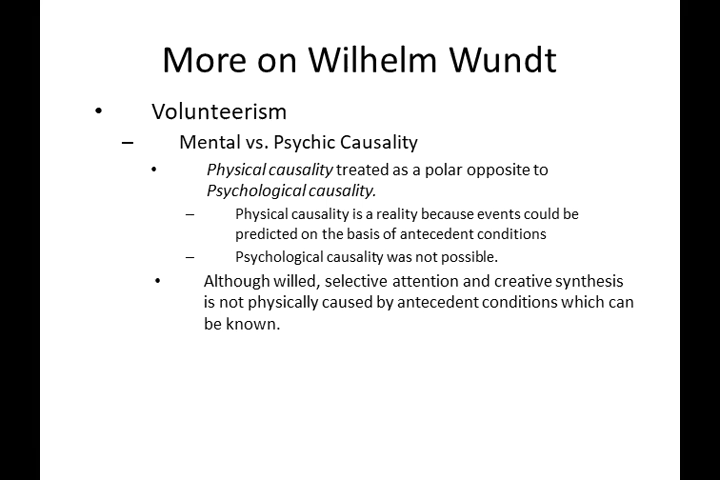 More on Wilhelm Wundt
• Volunteerism
– Mental vs. Psychic Causality
• Physical causality treated as a polar opposite to
Psychological causality.
– Physical causality is a reality because events could be
predicted on the basis of antecedent conditions
– Psychological causality was not possible.
• Although willed, selective attention and creative synthesis
is not physically caused by antecedent conditions which can
be known.